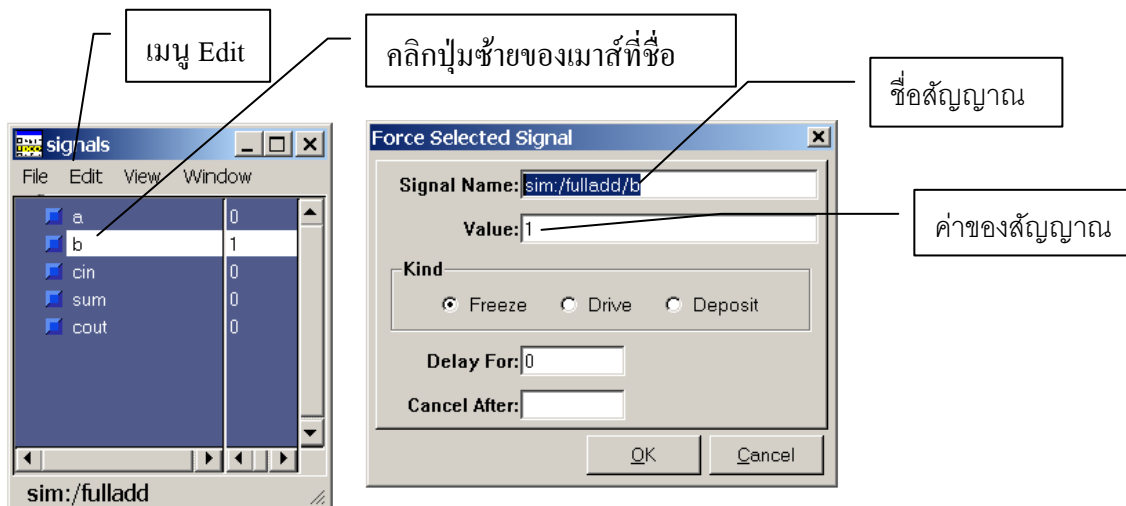 เมนู Edit
คลิกปุ่มซ้ายของเมาส์ที่ชื่อ
ชื่อสัญญาณ
ค่าของสัญญาณ
signals
File Edit View Window
a 0
b 1
cin 0
sum 0
cout 0
sim:/fulladd
Force Selected Signal
Signal Name: sim:/fulladd/b
Value: 1
Kind
Freeze Drive Deposit
Delay For: 0
Cancel After:
OK Cancel